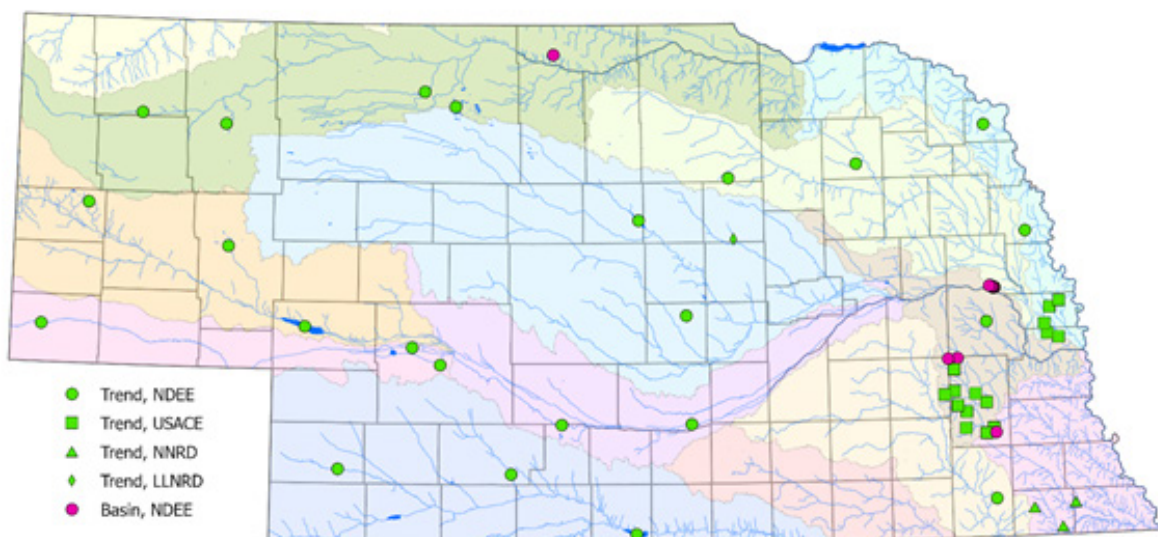 Trend, NDEE
Trend, USACE
Trend, NNRD
Trend, LLNRD
Basin, NDEE